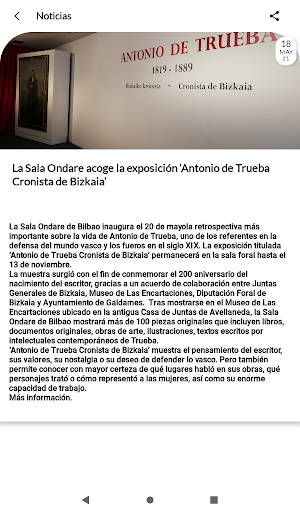 Noticias
ANTONIO DE TRUEBA
1819 - 1889
Bizkaiko kronista ~ Cronista de Bizkaia
18
MAY
21
La Sala Ondare acoge la exposición 'Antonio de Trueba
Cronista de Bizkaia'
La Sala Ondare de Bilbao inaugura el 20 de mayola retrospectiva más
importante sobre la vida de Antonio de Trueba, uno de los referentes en la
defensa del mundo vasco y los fueros en el siglo XIX. La exposición titulada
'Antonio de Trueba Cronista de Bizkaia' permanecerá en la sala foral hasta el
13 de noviembre.
La muestra surgió con el fin de conmemorar el 200 aniversario del
nacimiento del escritor, gracias a un acuerdo de colaboración entre Juntas
Generales de Bizkaia, Museo de Las Encartaciones, Diputación Foral de
Bizkaia y Ayuntamiento de Galdames.  Tras mostrarse en el Museo de Las
Encartaciones ubicado en la antigua Casa de Juntas de Avellaneda, la Sala
Ondare de Bilbao mostrará más de 100 piezas originales que incluyen libros,
documentos originales, obras de arte, ilustraciones, textos escritos por
intelectuales contemporáneos de Trueba.
'Antonio de Trueba Cronista de Bizkaia' muestra el pensamiento del escritor,
sus valores, su nostalgia o su deseo de defender lo vasco. Pero también
permite conocer con mayor certeza de qué lugares habló en sus obras, qué
personajes trató o cómo representó a las mujeres, así como su enorme
capacidad de trabajo.
Más información.